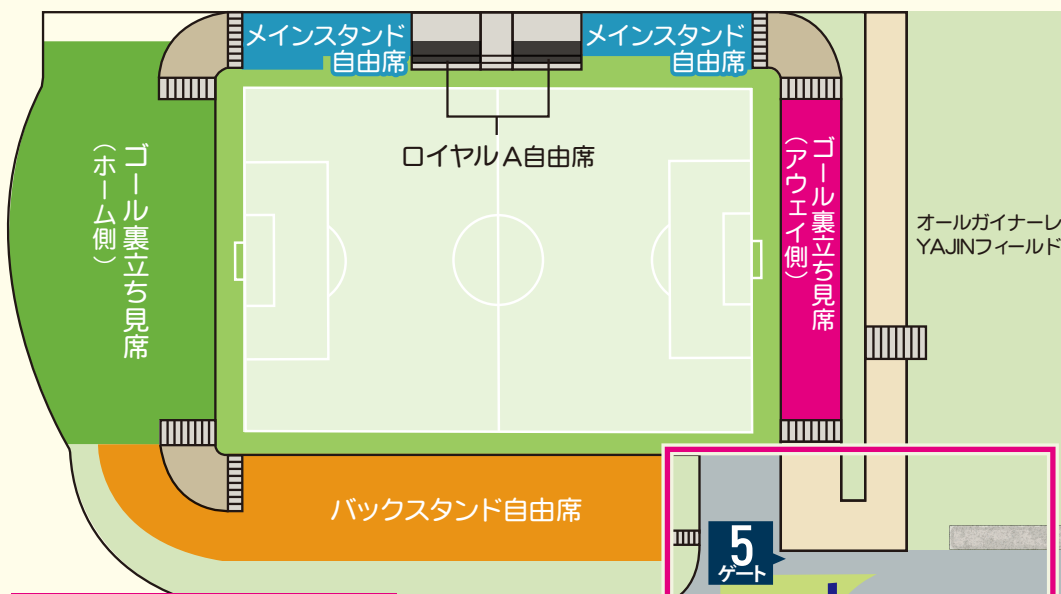 メインスタンド
自由席
メインスタンド
自由席
ロイヤルA自由席
ゴール裏立ち見席
(ホーム側)
ゴール裏立ち見席
(アウェイ側)
オールガイナーレ
YAJINフィールド
バックスタンド自由席
5
ゲート